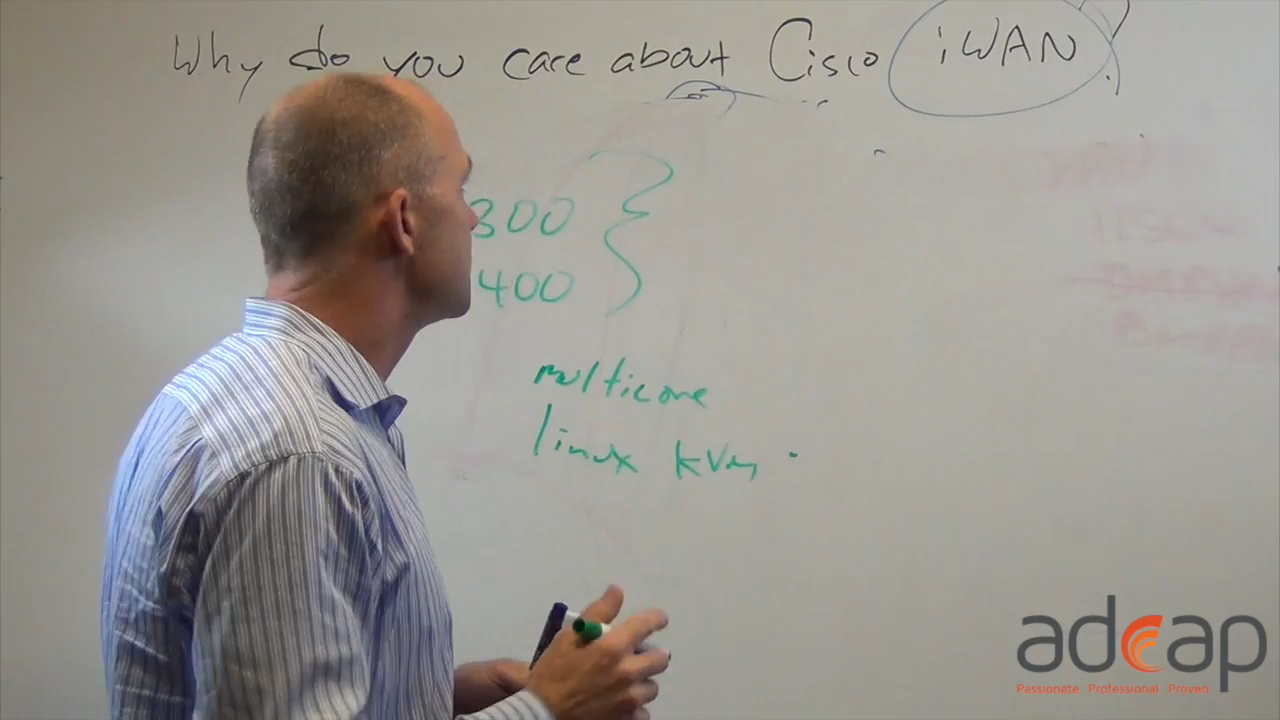 Why do you care about Cisco iWAN?
300
400
multicore
linux kvm
adcap
Passionate Professional Proven